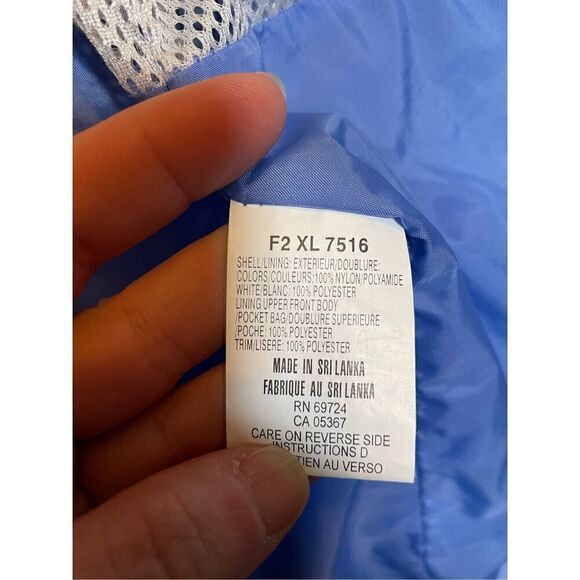 F2 XL 7516
SHELL/LINING: EXTERIEUR/DOUBLURE:
COLORS/COULEURS:100% NYLON/POLYAMIDE
WHITE/BLANC: 100% POLYESTER
LINING UPPER FRONT BODY
/POCKET BAG/DOUBLURE SUPERIEURE
/POCHE: 100% POLYESTER
TRIM/LISERE: 100% POLYESTER
MADE IN SRI LANKA
FABRIQUE AU SRI LANKA
RN 69724
CA 05367
CARE ON REVERSE SIDE
INSTRUCTIONS D
TIEN AU VERSO